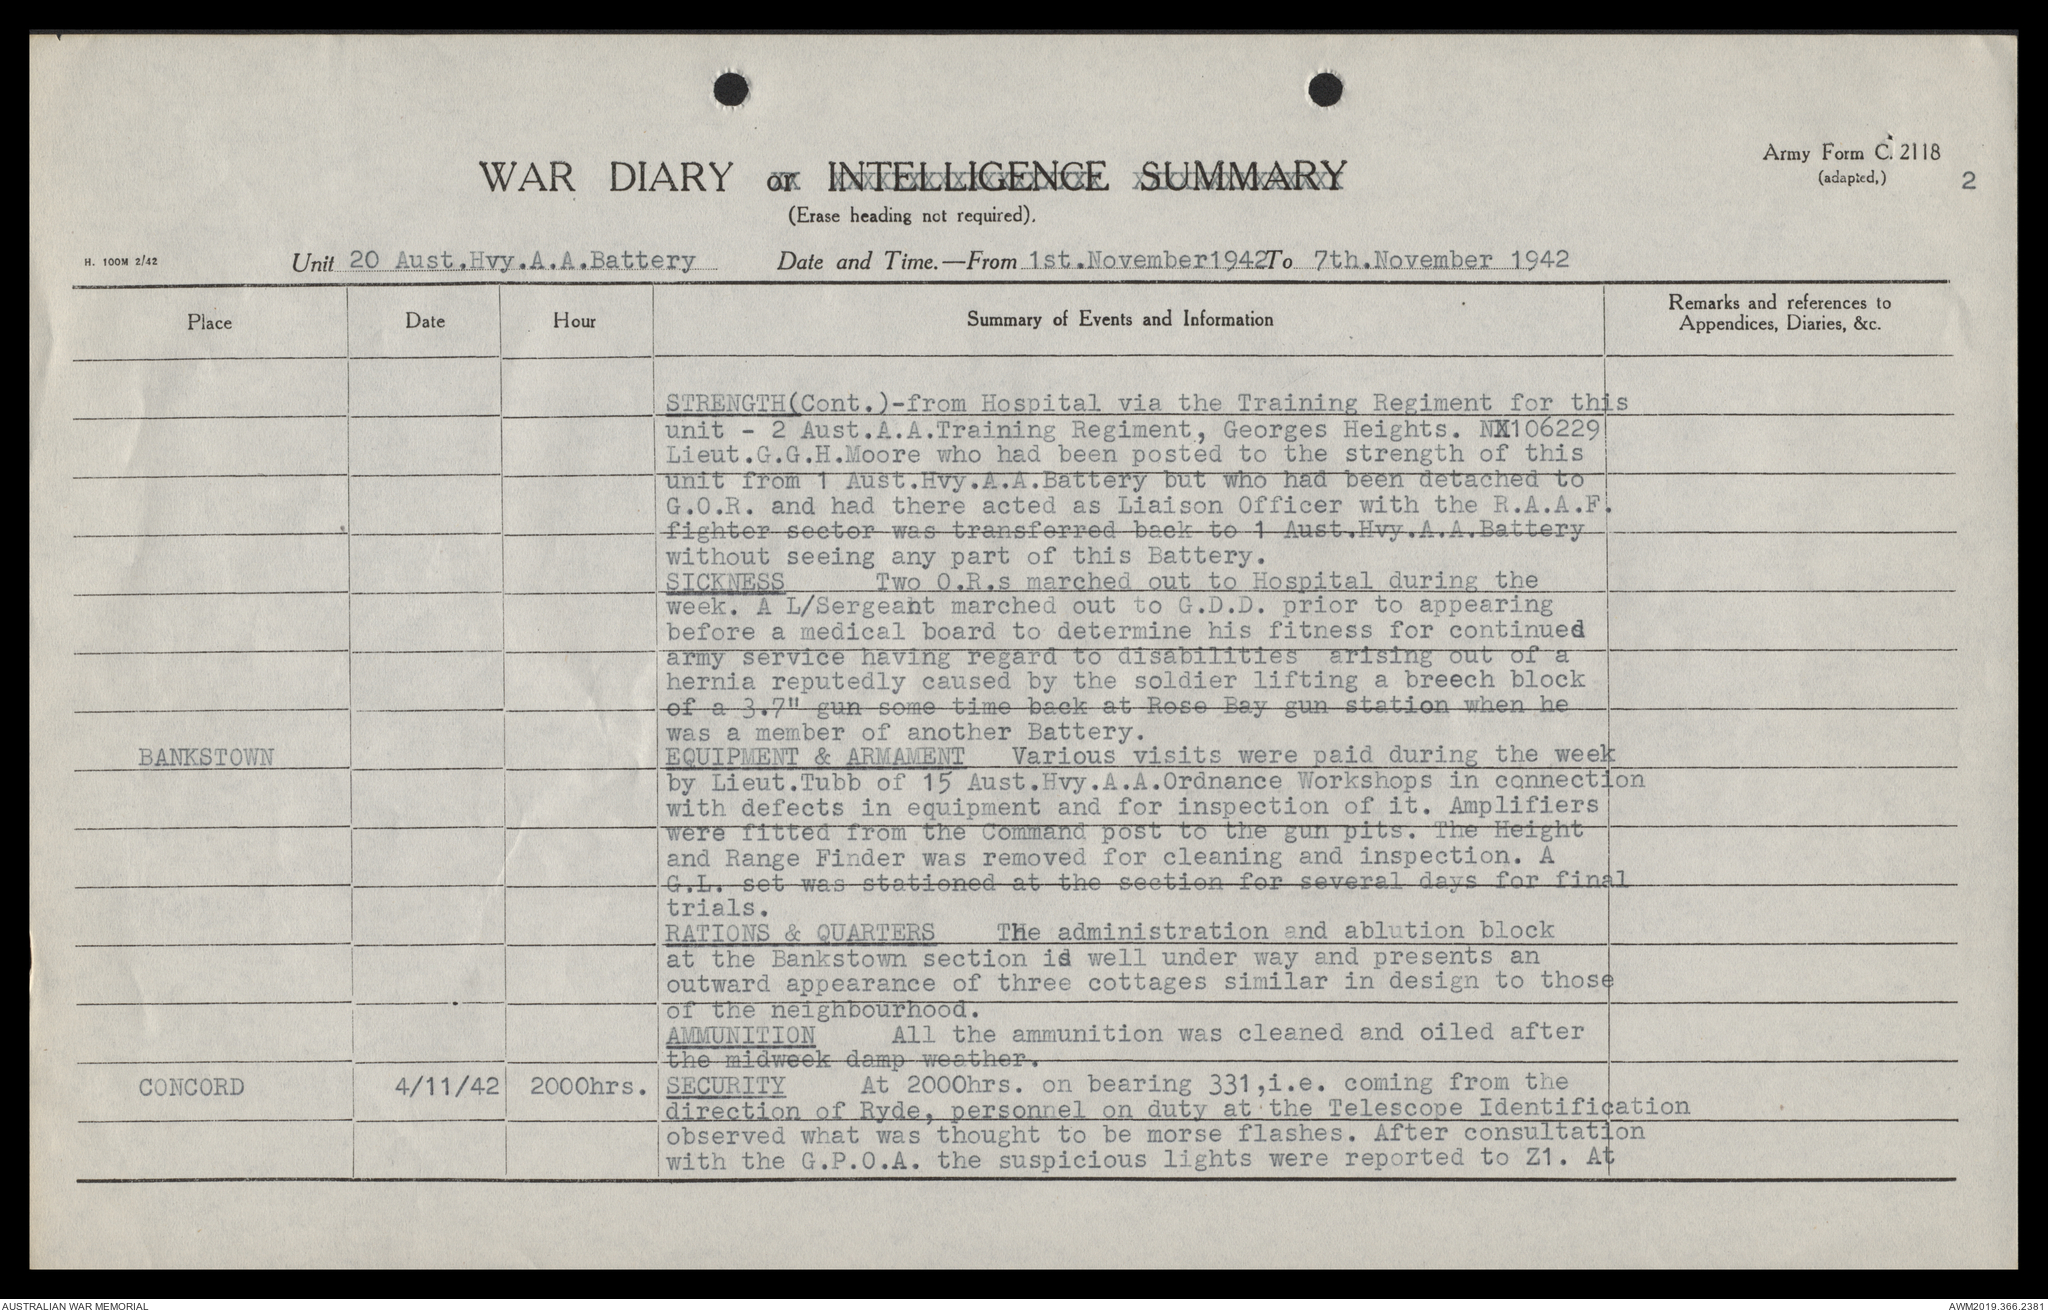 Army Form C. 2118
(adapted,)
2
WAR DIARY or INTELLIGENCE SUMMARY
(Erase heading not required).
H. 100M 2/42
Unit 20 Aust.Hvy.A.A.Battery Date and Time.—From 1st.November1942To 7th.November 1942
Place Date Hour Summary of Events and Information Remarks and references to
Appendices, Diaries, &c.
STRENGTH(Cont.)-from Hospital via the Training Regiment for this
unit - 2 Aust.A.A.Training Regiment, Georges Heights. NX106229
Lieut.G.G.H.Moore who had been posted to the strength of this
unit from 1 Aust.Hvy.A.A.Battery but who had been detached to
G.O.R. and had there acted as Liaison Officer with the R.A.A.F.
fighter sector was transferred back to 1 Aust.Hvy.A.A.Battery
without seeing any part of this Battery.
SICKNESS Two O.R.s marched out to Hospital during the
week. A L/Sergeant marched out to G.D.D. prior to appearing
before a medical board to determine his fitness for continued
army service having regard to disabilities arising out of a
hernia reputedly caused by the soldier lifting a breech block
of a 3.7" gun some time back at Rose Bay gun station when he
was a member of another Battery.
BANKSTOWN EQUIPMENT & ARMAMENT Various visits were paid during the week
by Lieut.Tubb of 15 Aust.Hvy.A.A.Ordnance Workshops in connection
with defects in equipment and for inspection of it. Amplifiers
were fitted from the Command post to the gun pits. The Height
and Range Finder was removed for cleaning and inspection. A
G.L. set was stationed at the section for several days for final
trials.
RATIONS & QUARTERS The administration and ablution block
at the Bankstown section is well under way and presents an
outward appearance of three cottages similar in design to those
of the neighbourhood.
AMMUNITION All the ammunition was cleaned and oiled after
the midweek damp weather.
CONCORD 4/11/42 2000hrs. SECURITY At 2000hrs. on bearing 331,i.e. coming from the
direction of Ryde, personnel on duty at the Telescope Identification
observed what was thought to be morse flashes. After consultation
with the G.P.O.A. the suspicious lights were reported to Z1. At
AUSTRALIAN WAR MEMORIAL AWM2019.366.2381